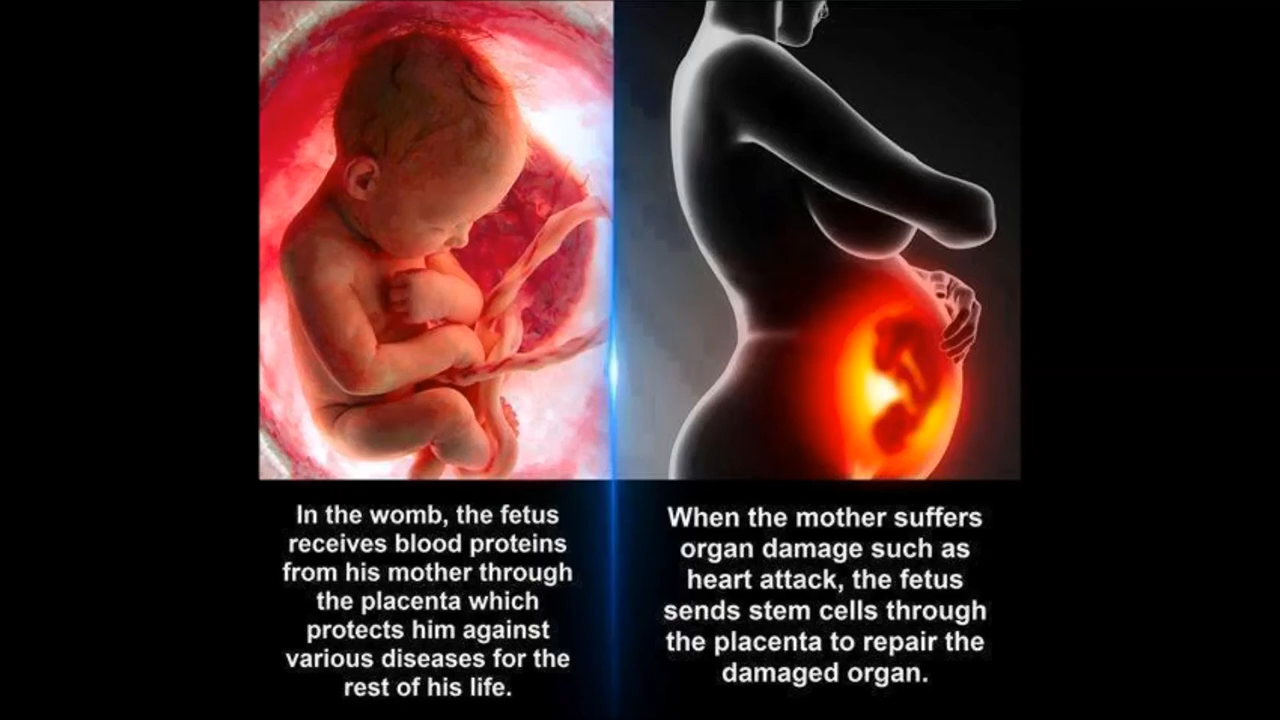 In the womb, the fetus
receives blood proteins
from his mother through
the placenta which
protects him against
various diseases for the
rest of his life.
When the mother suffers
organ damage such as
heart attack, the fetus
sends stem cells through
the placenta to repair the
damaged organ.